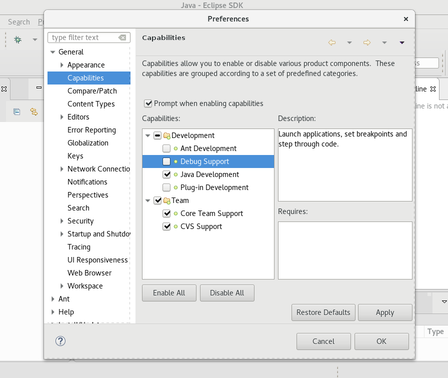 Java - Eclipse SDK
Search
Preferences
type filter text
General
Appearance
Capabilities
Compare/Patch
Content Types
Editors
Error Reporting
Globalization
Keys
Network Connectio
Notifications
Perspectives
Search
Security
Startup and Shutdo
Tracing
UI Responsiveness
Web Browser
Workspace
Ant
Help
Capabilities
Capabilities allow you to enable or disable various product components. These
capabilities are grouped according to a set of predefined categories.
Prompt when enabling capabilities
Capabilities:
Development
Ant Development
Debug Support
Java Development
Plug-in Development
Team
Core Team Support
CVS Support
Description:
Launch applications, set breakpoints and
step through code.
Requires:
Enable All
Disable All
Restore Defaults
Apply
Cancel
OK
line
e is not a
Type